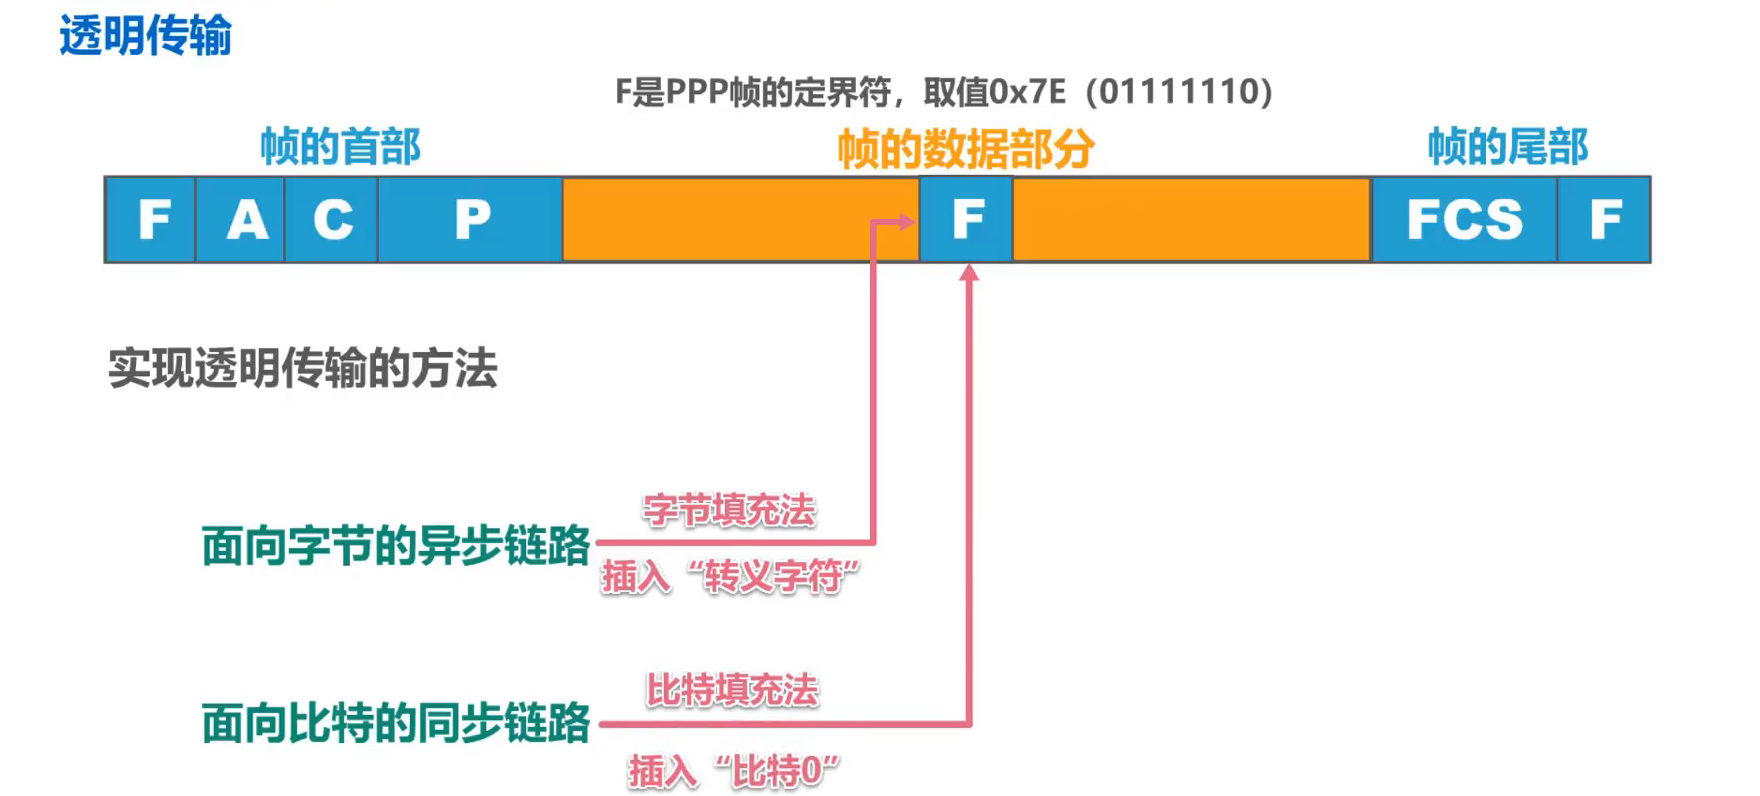 透明传输
F是PPP帧的定界符，取值0x7E（01111110）
帧的首部
帧的数据部分
帧的尾部
F A C P F FCS F
实现透明传输的方法
字节填充法
面向字节的异步链路
插入“转义字符”
比特填充法
面向比特的同步链路
插入“比特0”